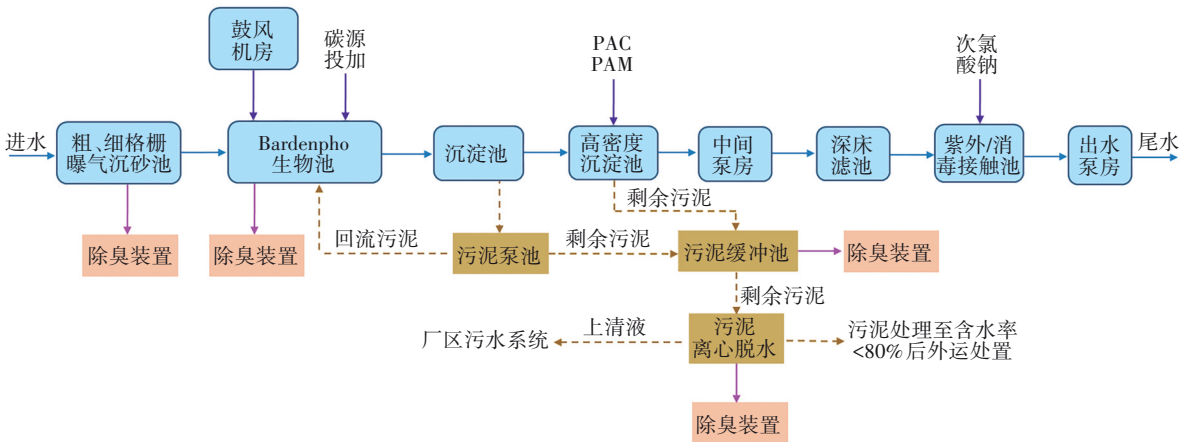 鼓风
机房
碳源
投加
PAC
PAM
次氯
酸钠
进水
粗、细格栅
曝气沉砂池
Bardenpho
生物池
沉淀池
高密度
沉淀池
中间
泵房
深床
滤池
紫外/消
毒接触池
出水
泵房
尾水
剩余污泥
除臭装置
除臭装置
回流污泥
污泥泵池
剩余污泥
污泥缓冲池
除臭装置
剩余污泥
厂区污水系统
上清液
污泥
离心脱水
污泥处理至含水率
<80%后外运处置
除臭装置